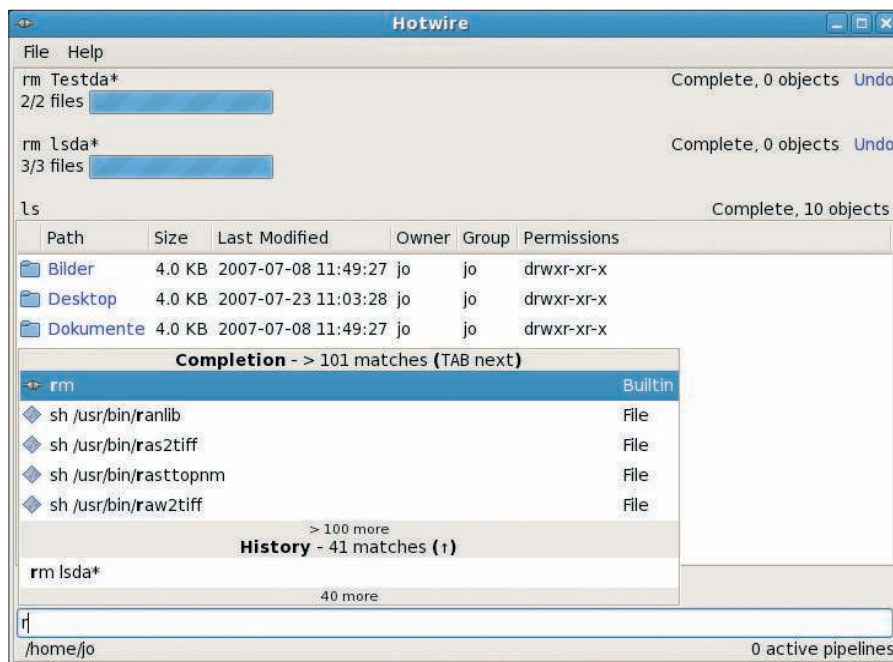 Hotwire
File Help
rm Testda* Complete, 0 objects Undo
2/2 files
rm lsda* Complete, 0 objects Undo
3/3 files
ls Complete, 10 objects
Path Size Last Modified Owner Group Permissions
Bilder 4.0 KB 2007-07-08 11:49:27 jo jo drwxr-xr-x
Desktop 4.0 KB 2007-07-23 11:03:28 jo jo drwxr-xr-x
Dokumente 4.0 KB 2007-07-08 11:49:27 jo jo drwxr-xr-x
Completion - > 101 matches (TAB next)
rm Builtin
sh /usr/bin/ranlib File
sh /usr/bin/ras2tiff File
sh /usr/bin/rasttopnm File
sh /usr/bin/raw2tiff File
> 100 more
History - 41 matches (↑)
rm lsda*
40 more
r
/home/jo 0 active pipelines